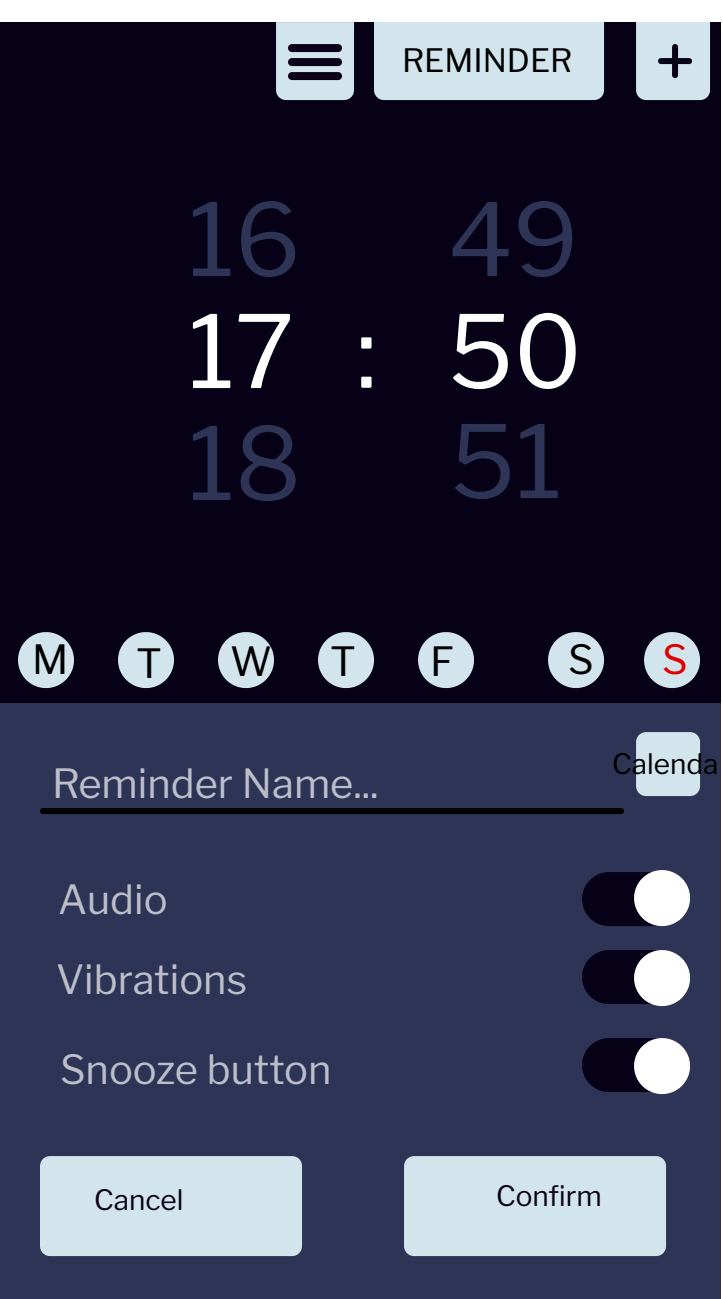 REMINDER
16 49
17 : 50
18 51
M T W T F S S
Calenda
Reminder Name...
Audio
Vibrations
Snooze button
Cancel Confirm